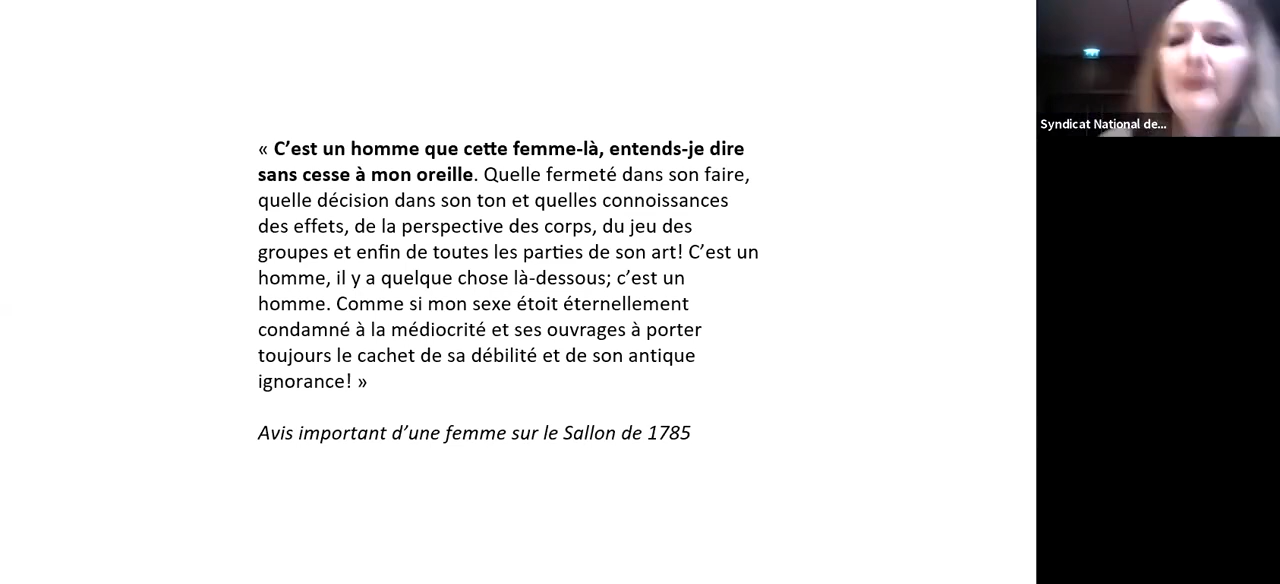 « C’est un homme que cette femme-là, entends-je dire
sans cesse à mon oreille. Quelle fermeté dans son faire,
quelle décision dans son ton et quelles connoissances
des effets, de la perspective des corps, du jeu des
groupes et enfin de toutes les parties de son art! C’est un
homme, il y a quelque chose là-dessous; c’est un
homme. Comme si mon sexe étoit éternellement
condamné à la médiocrité et ses ouvrages à porter
toujours le cachet de sa débilité et de son antique
ignorance! »
Avis important d’une femme sur le Sallon de 1785
Syndicat National de...